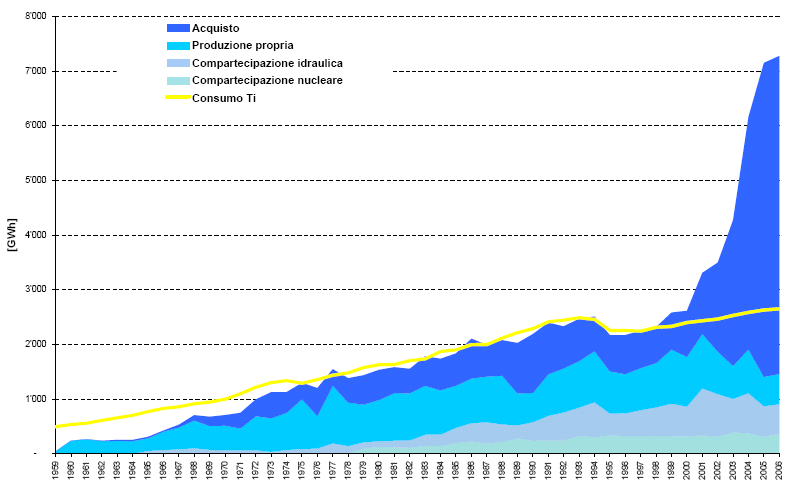 8'000
7'000
6'000
5'000
4'000
3'000
2'000
1'000
-
[GWh]
Acquisto
Produzione propria
Compartecipazione idraulica
Compartecipazione nucleare
Consumo Ti
1959 1960 1961 1962 1963 1964 1965 1966 1967 1968 1969 1970 1971 1972 1973 1974 1975 1976 1977 1978 1979 1980 1981 1982 1983 1984 1985 1986 1987 1988 1989 1990 1991 1992 1993 1994 1995 1996 1997 1998 1999 2000 2001 2002 2003 2004 2005 2006